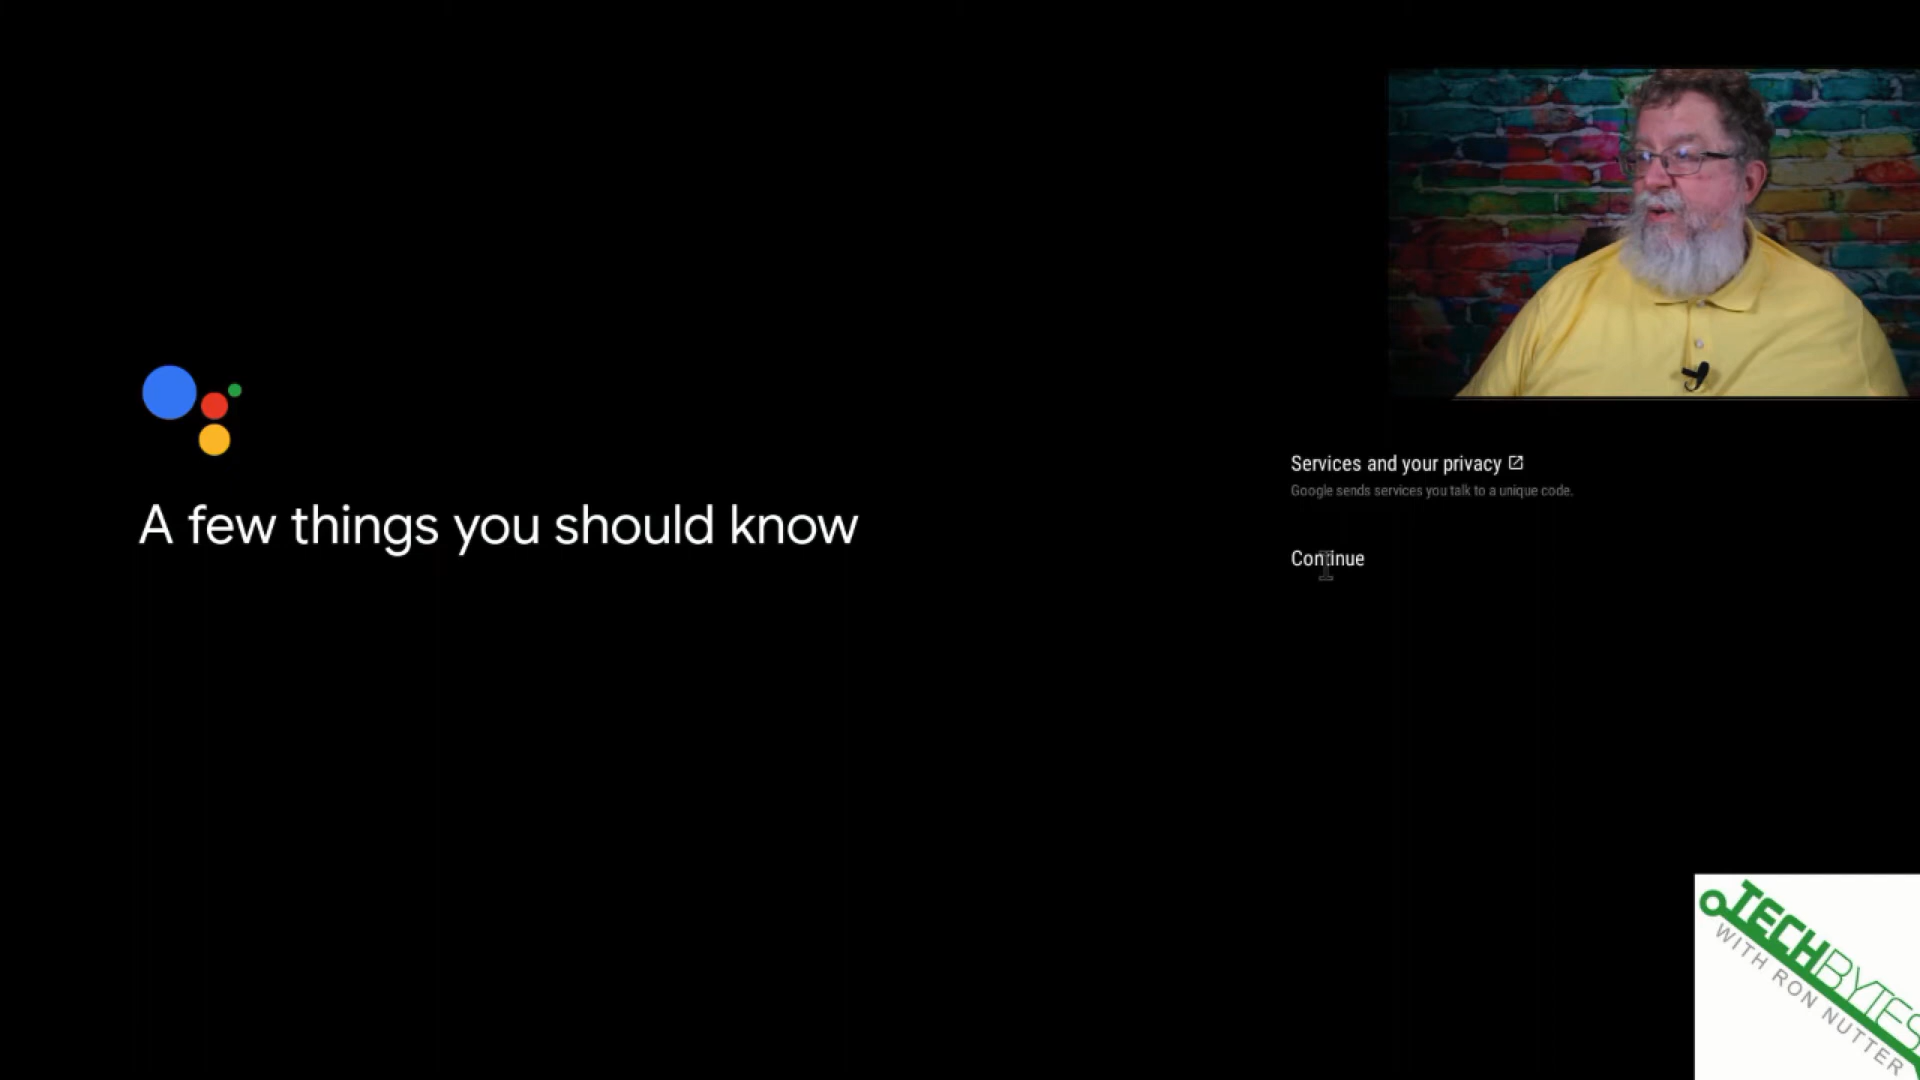 A few things you should know
Services and your privacy
Google sends services you talk to a unique code.
Continue
TECHBYTES
WITH RON NUTTER